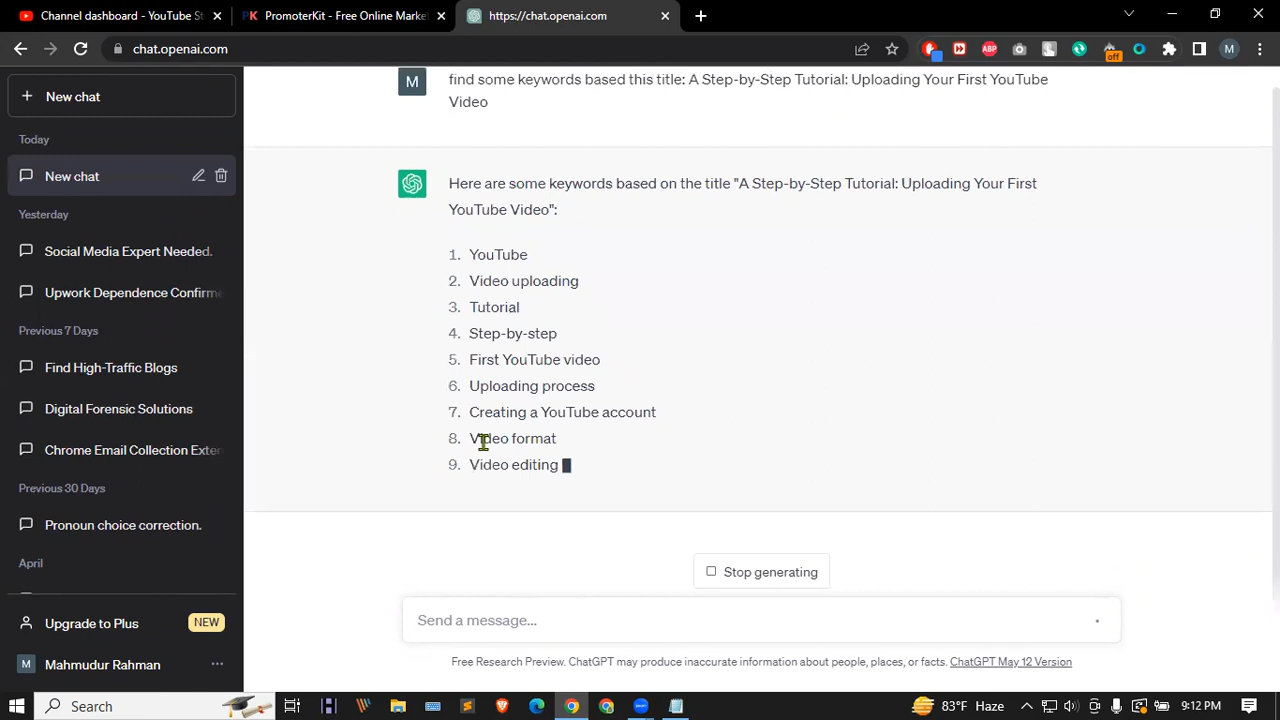 Channel dashboard - YouTube St
PromoterKit - Free Online Marke
https://chat.openai.com
chat.openai.com
ABP
off
M
New chat
Today
New chat
Yesterday
Social Media Expert Needed.
Upwork Dependence Confirme
Previous 7 Days
Find High-Traffic Blogs
Digital Forensic Solutions
Chrome Email Collection Exter
Previous 30 Days
Pronoun choice correction.
April
Upgrade to Plus NEW
M Mahmudur Rahman
M
find some keywords based this title: A Step-by-Step Tutorial: Uploading Your First YouTube
Video
Here are some keywords based on the title "A Step-by-Step Tutorial: Uploading Your First
YouTube Video":
1. YouTube
2. Video uploading
3. Tutorial
4. Step-by-step
5. First YouTube video
6. Uploading process
7. Creating a YouTube account
8. Video format
9. Video editing
Stop generating
Send a message...
Free Research Preview. ChatGPT may produce inaccurate information about people, places, or facts. ChatGPT May 12 Version
Search
83°F Haze
9:12 PM